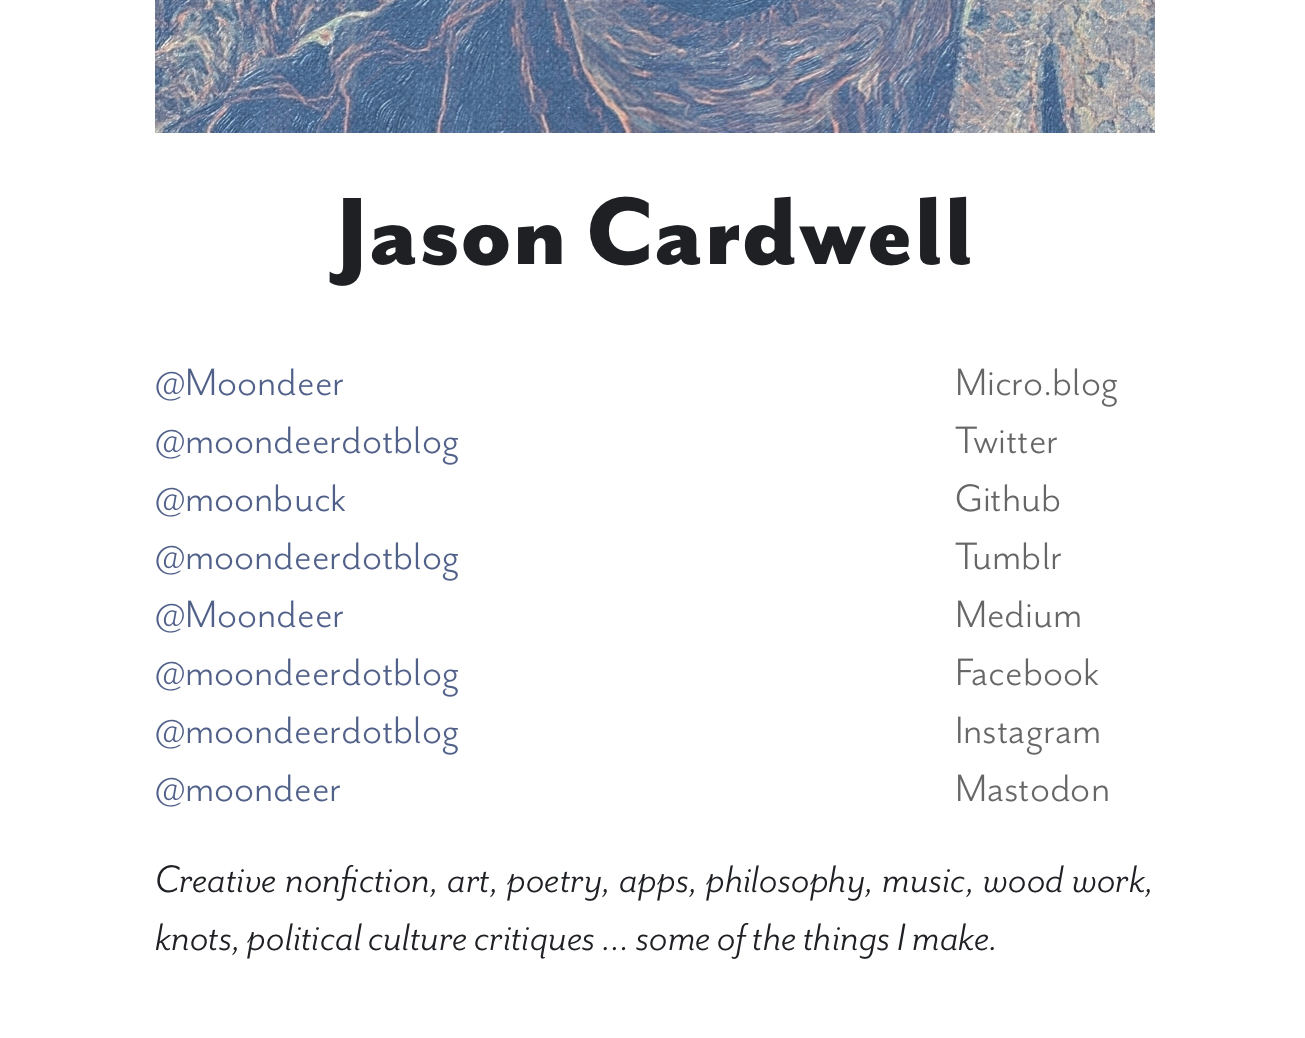 Jason Cardwell
@Moondeer Micro.blog
@moondeerdotblog Twitter
@moonbuck Github
@moondeerdotblog Tumblr
@Moondeer Medium
@moondeerdotblog Facebook
@moondeerdotblog Instagram
@moondeer Mastodon
Creative nonfiction, art, poetry, apps, philosophy, music, wood work,
knots, political culture critiques … some of the things I make.